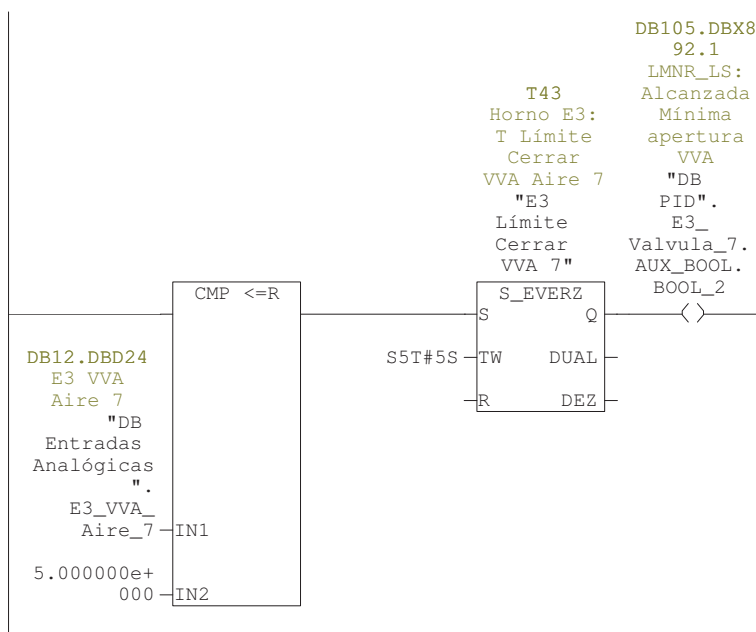 DB105.DBX8
92.1
LMNR_LS:
Alcanzada
Mínima
apertura
VVA
"DB
PID".
E3_
Valvula_7.
AUX_BOOL.
BOOL_2
T43
Horno E3:
T Límite
Cerrar
VVA Aire 7
"E3
Límite
Cerrar
VVA 7"
CMP <=R
S_EVERZ
S Q
S5T#5S TW DUAL
R DEZ
DB12.DBD24
E3 VVA
Aire 7
"DB
Entradas
Analógicas
".
E3_VVA_
Aire_7 IN1
5.000000e+
000 IN2